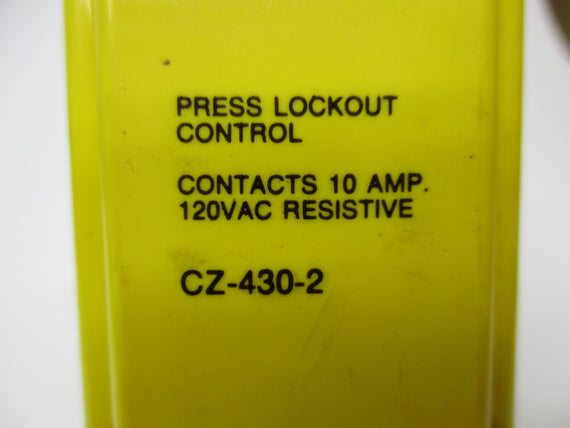 PRESS LOCKOUT
CONTROL
CONTACTS 10 AMP.
120VAC RESISTIVE
CZ-430-2